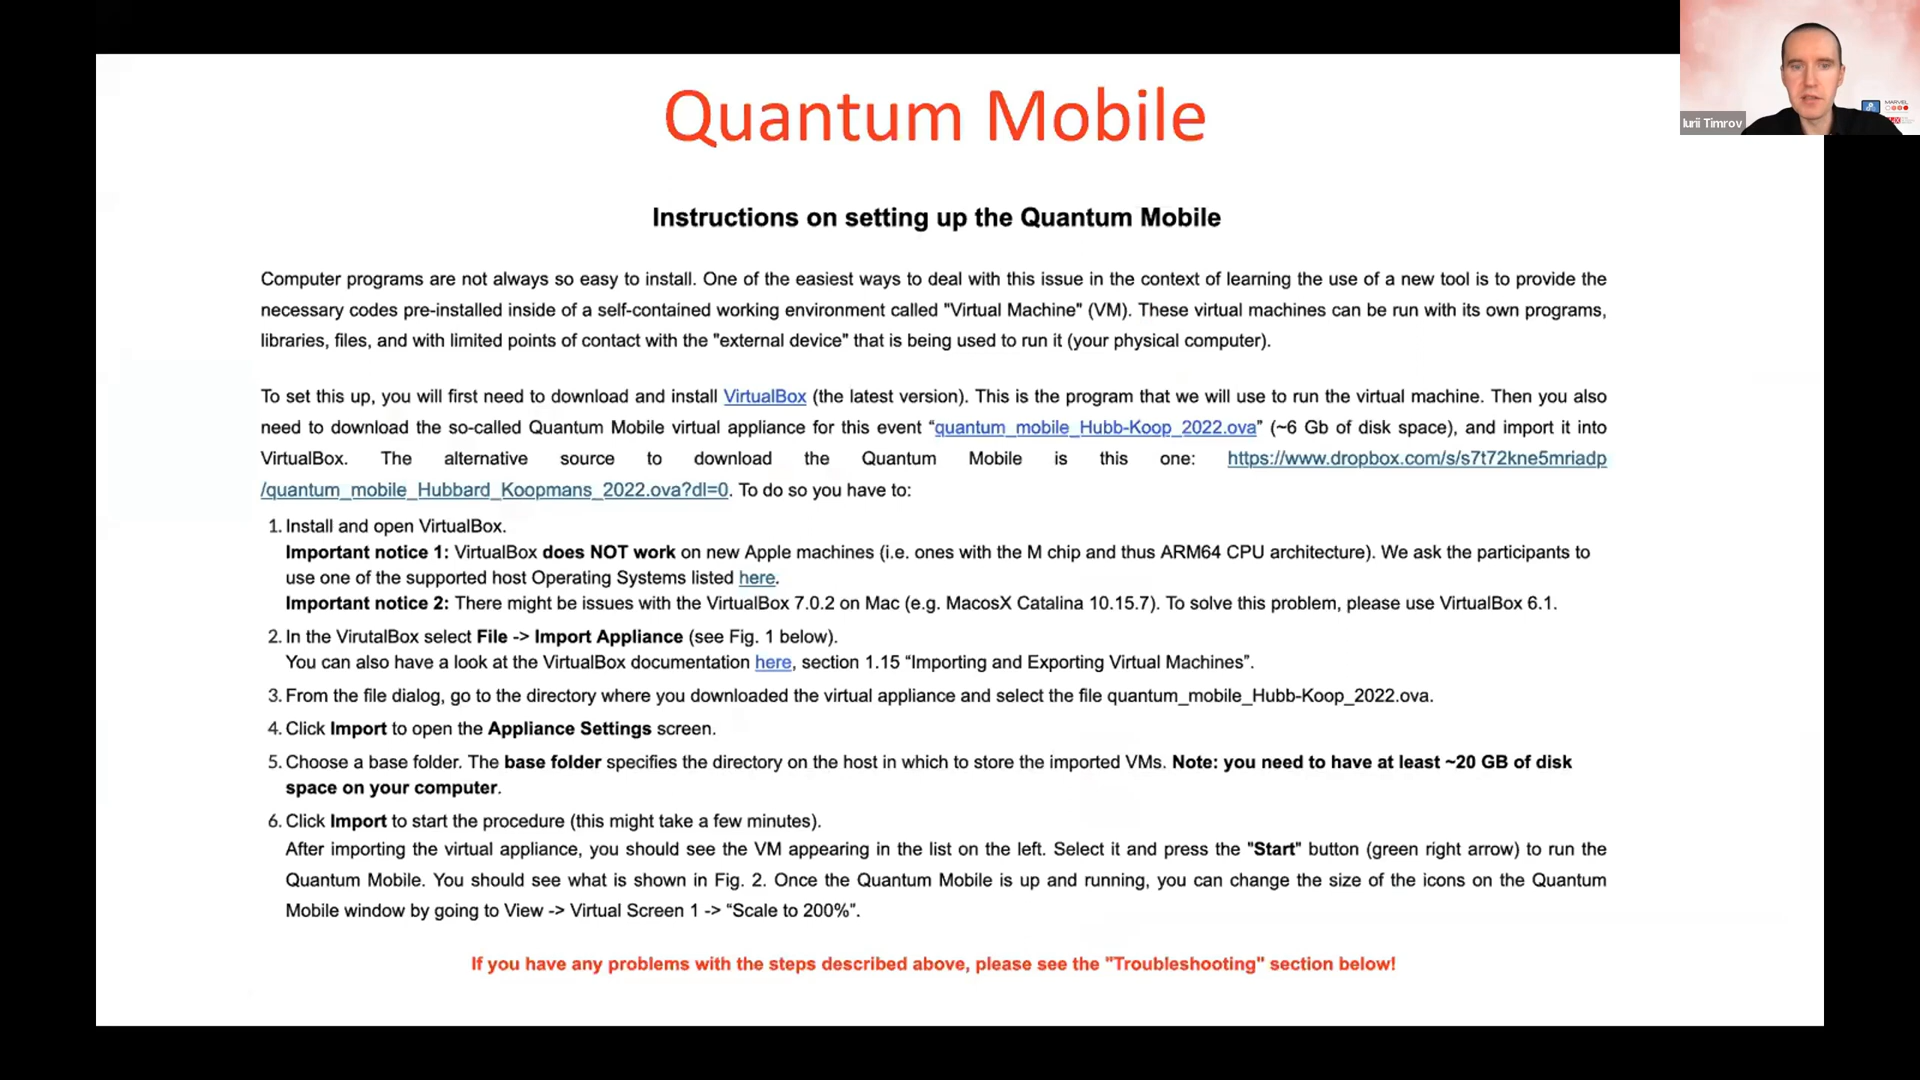 Quantum Mobile
Iurii Timrov
MARVEL
Instructions on setting up the Quantum Mobile
Computer programs are not always so easy to install. One of the easiest ways to deal with this issue in the context of learning the use of a new tool is to provide the
necessary codes pre-installed inside of a self-contained working environment called "Virtual Machine" (VM). These virtual machines can be run with its own programs,
libraries, files, and with limited points of contact with the "external device" that is being used to run it (your physical computer).
To set this up, you will first need to download and install VirtualBox (the latest version). This is the program that we will use to run the virtual machine. Then you also
need to download the so-called Quantum Mobile virtual appliance for this event “quantum_mobile_Hubb-Koop_2022.ova” (~6 Gb of disk space), and import it into
VirtualBox. The alternative source to download the Quantum Mobile is this one: https://www.dropbox.com/s/s7t72kne5mriadp
/quantum_mobile_Hubbard_Koopmans_2022.ova?dl=0. To do so you have to:
1. Install and open VirtualBox.
Important notice 1: VirtualBox does NOT work on new Apple machines (i.e. ones with the M chip and thus ARM64 CPU architecture). We ask the participants to
use one of the supported host Operating Systems listed here.
Important notice 2: There might be issues with the VirtualBox 7.0.2 on Mac (e.g. MacosX Catalina 10.15.7). To solve this problem, please use VirtualBox 6.1.
2. In the VirutalBox select File -> Import Appliance (see Fig. 1 below).
You can also have a look at the VirtualBox documentation here, section 1.15 “Importing and Exporting Virtual Machines”.
3. From the file dialog, go to the directory where you downloaded the virtual appliance and select the file quantum_mobile_Hubb-Koop_2022.ova.
4. Click Import to open the Appliance Settings screen.
5. Choose a base folder. The base folder specifies the directory on the host in which to store the imported VMs. Note: you need to have at least ~20 GB of disk
space on your computer.
6. Click Import to start the procedure (this might take a few minutes).
After importing the virtual appliance, you should see the VM appearing in the list on the left. Select it and press the "Start" button (green right arrow) to run the
Quantum Mobile. You should see what is shown in Fig. 2. Once the Quantum Mobile is up and running, you can change the size of the icons on the Quantum
Mobile window by going to View -> Virtual Screen 1 -> “Scale to 200%”.
If you have any problems with the steps described above, please see the "Troubleshooting" section below!